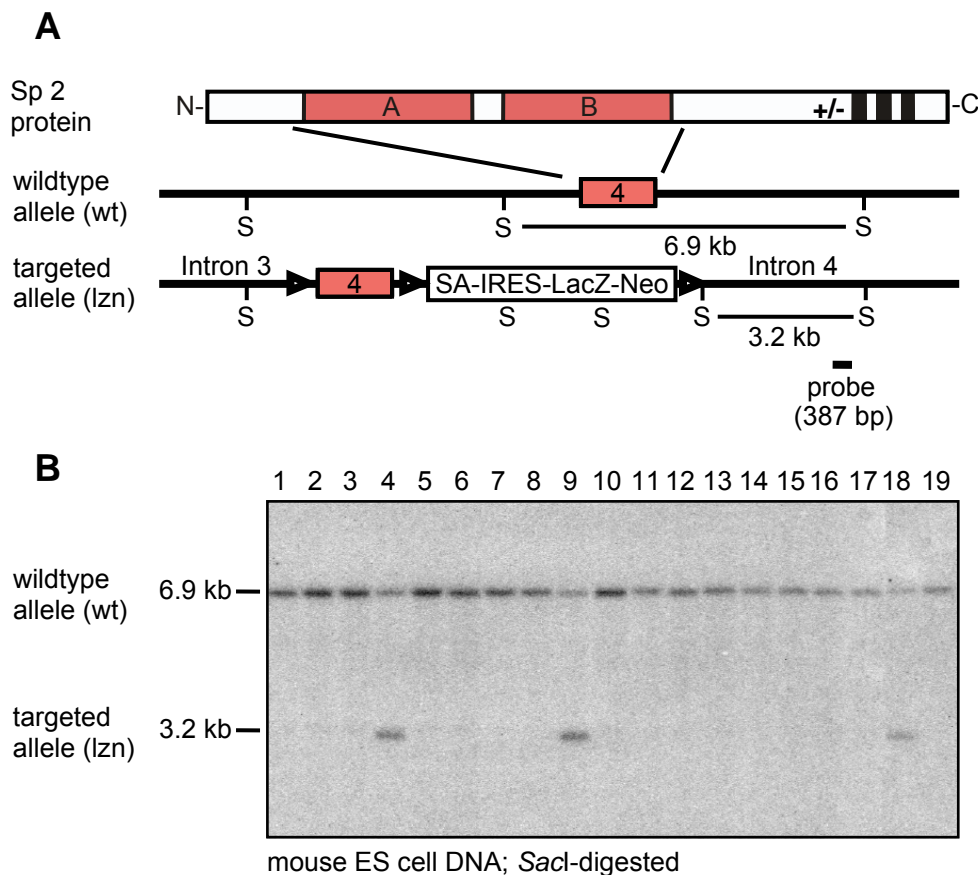 A
Sp 2
protein
N-
A
B
+/-
-C
wildtype
allele (wt)
4
S
S
S
6.9 kb
targeted
allele (lzn)
Intron 3
4
SA-IRES-LacZ-Neo
Intron 4
S
S
S
S
S
3.2 kb
probe
(387 bp)
B
1 2 3 4 5 6 7 8 9 10 11 12 13 14 15 16 17 18 19
wildtype
allele (wt)
6.9 kb
targeted
allele (lzn)
3.2 kb
mouse ES cell DNA; SacI-digested